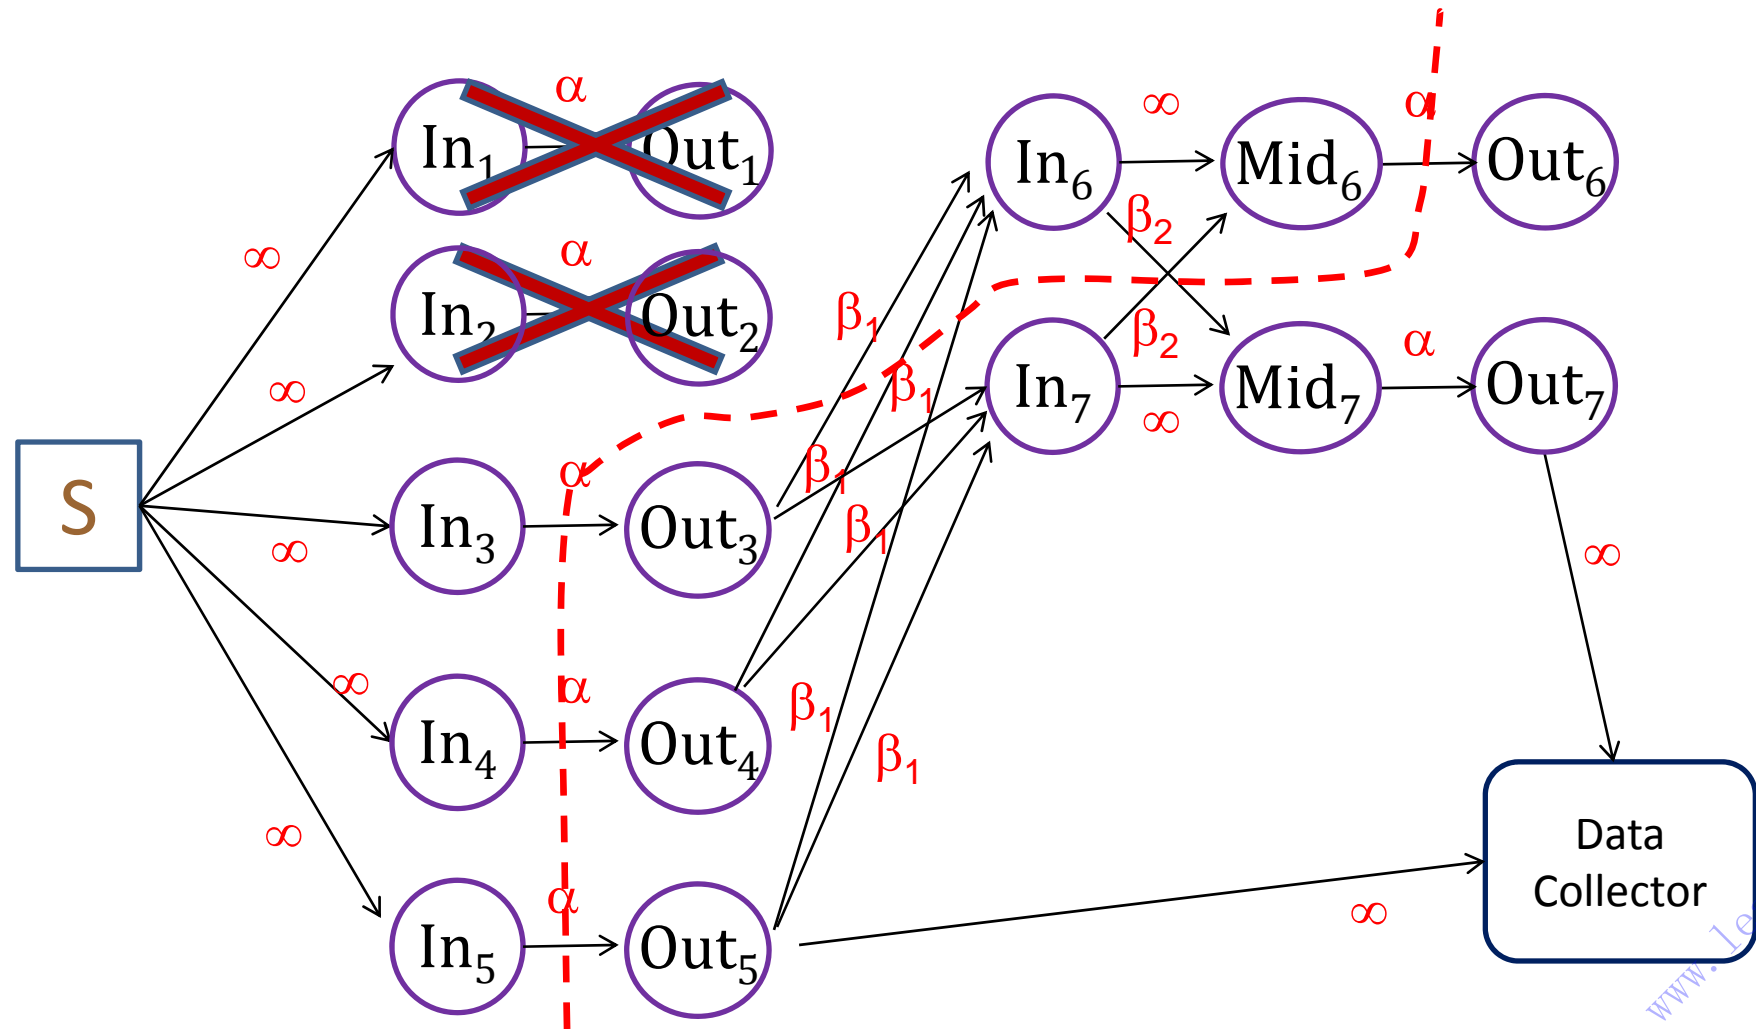 α
In₁
Out₁
α
In₂
Out₂
∞
∞
S
∞
∞
∞
α
In₃
Out₃
α
In₄
Out₄
α
In₅
Out₅
β₁
β₁
β₁
β₁
β₁
β₁
In₆
∞
Mid₆
α
Out₆
β₂
β₂
In₇
∞
Mid₇
α
Out₇
∞
∞
Data
Collector